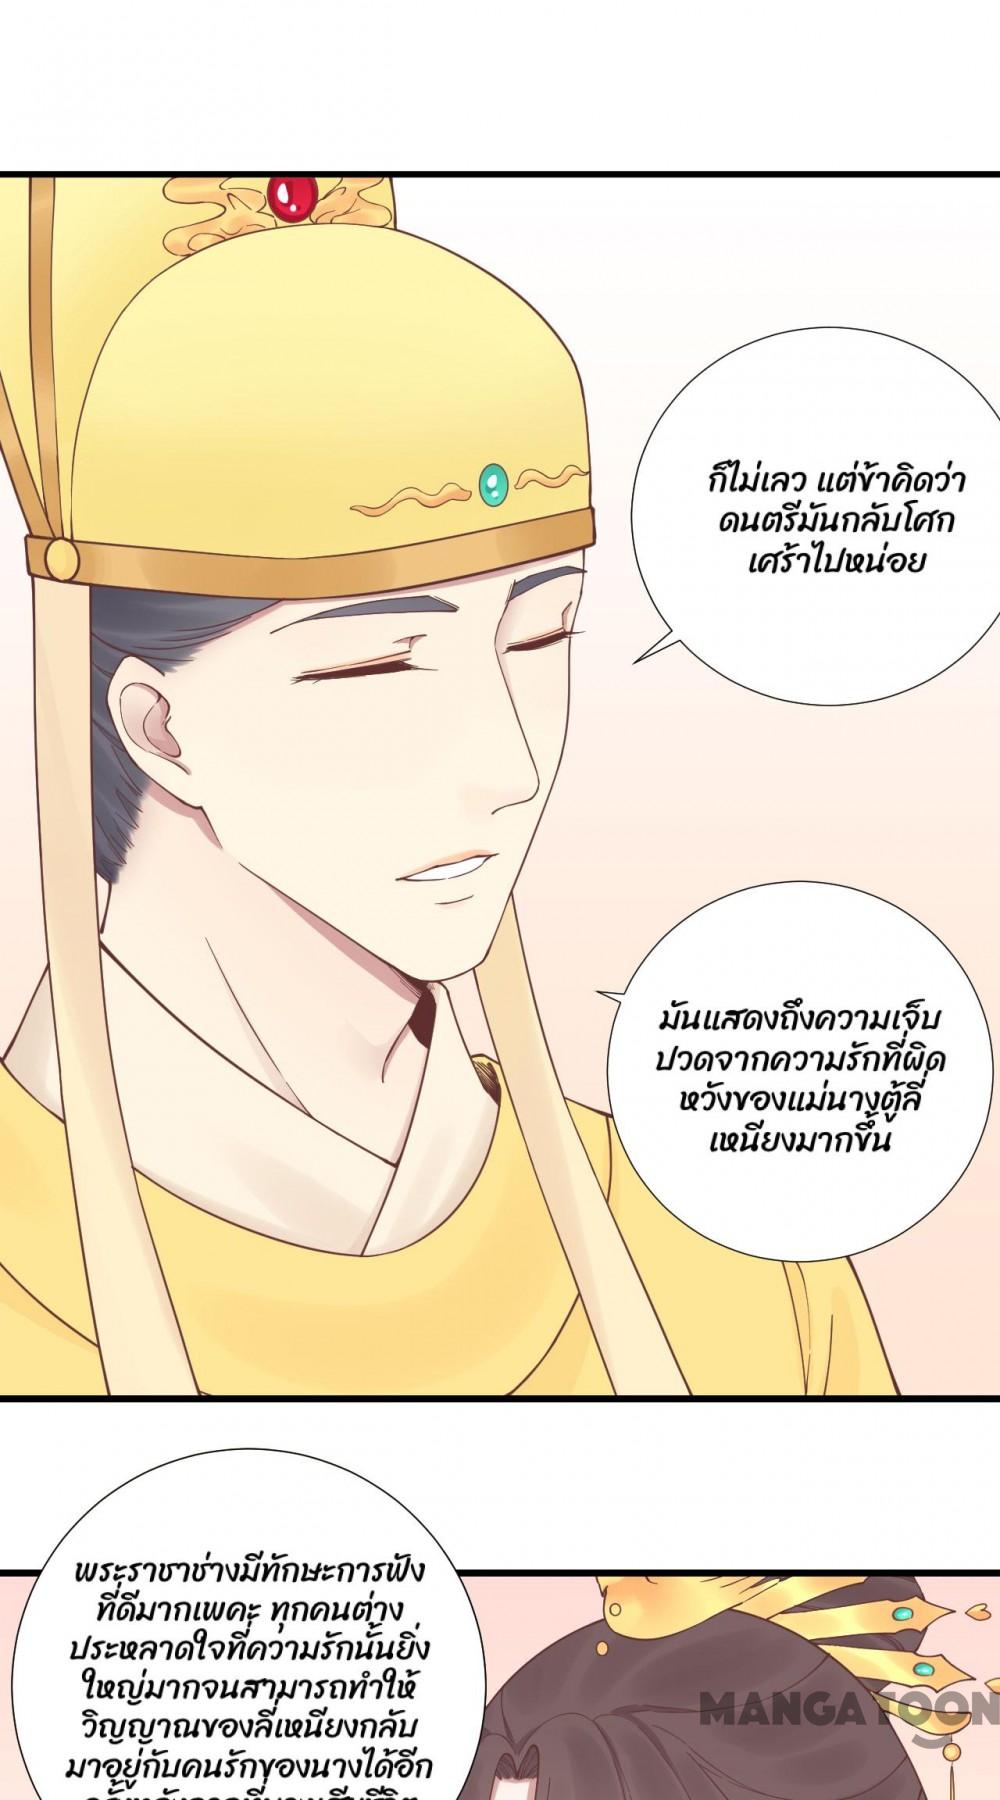 ก็ไม่เลว แต่ข้าคิดว่า
ดนตรีมันกลับโศก
เศร้าไปหน่อย
มันแสดงถึงความเจ็บ
ปวดจากความรักที่ผิด
หวังของแม่นางตู้ลี่
เหนียงมากขึ้น
พระราชาช่างมีทักษะการฟัง
ที่ดีมากเพคะ ทุกคนต่าง
ประหลาดใจที่ความรักนั้นยิ่ง
ใหญ่มากจนสามารถทำให้
วิญญาณของลี่เหนียงกลับ
มาอยู่กับคนรักของนางได้อีก
MANGATOON